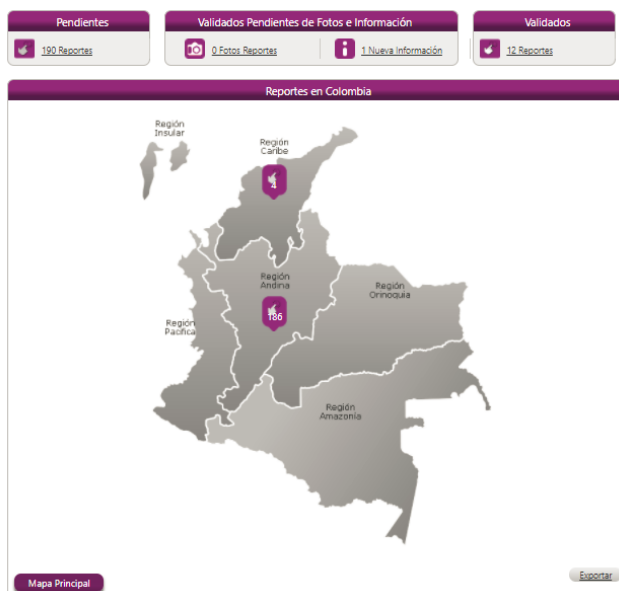 Pendientes
190 Reportes
Validados Pendientes de Fotos e Información
0 Fotos Reportes
1 Nueva Información
Validados
12 Reportes
Reportes en Colombia
Región
Insular
Región
Caribe
4
Región
Andina
186
Región
Orinoquia
Región
Pacifica
Región
Amazonía
Mapa Principal
Exportar